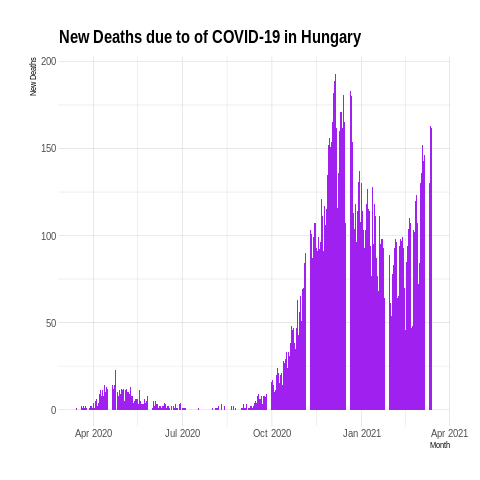 New Deaths due to of COVID-19 in Hungary
New Deaths
200
150
100
50
0
Apr 2020
Jul 2020
Oct 2020
Jan 2021
Apr 2021
Month